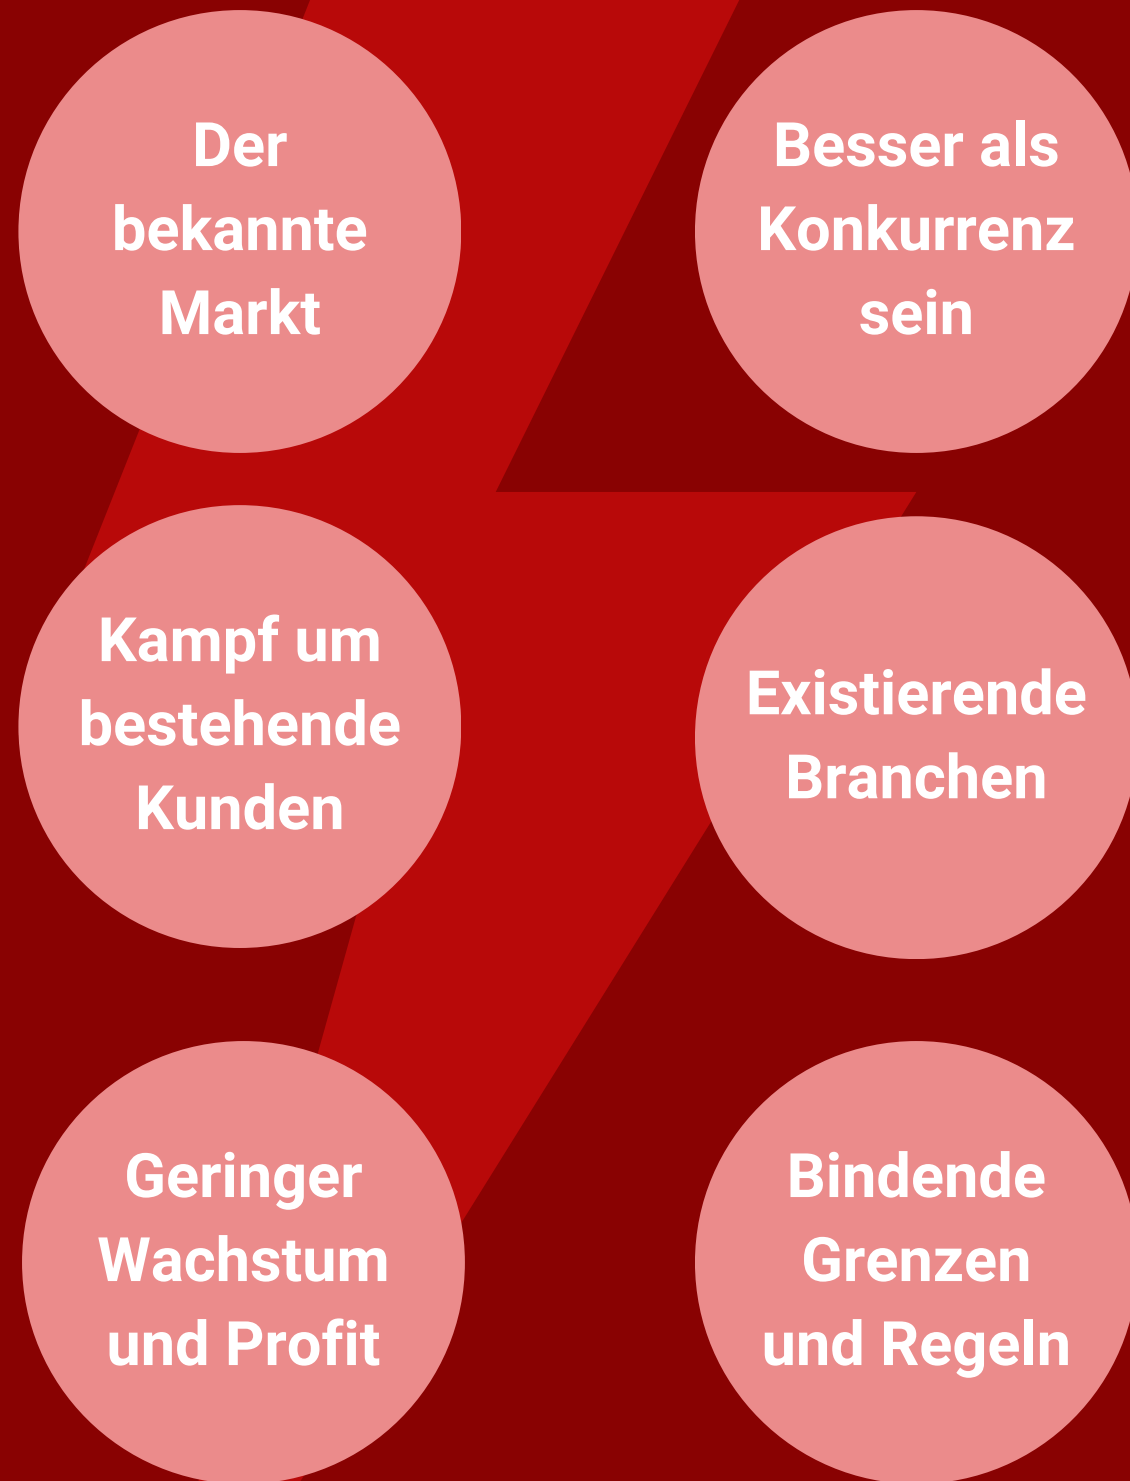 Der
bekannte
Markt
Besser als
Konkurrenz
sein
Kampf um
bestehende
Kunden
Existierende
Branchen
Geringer
Wachstum
und Profit
Bindende
Grenzen
und Regeln